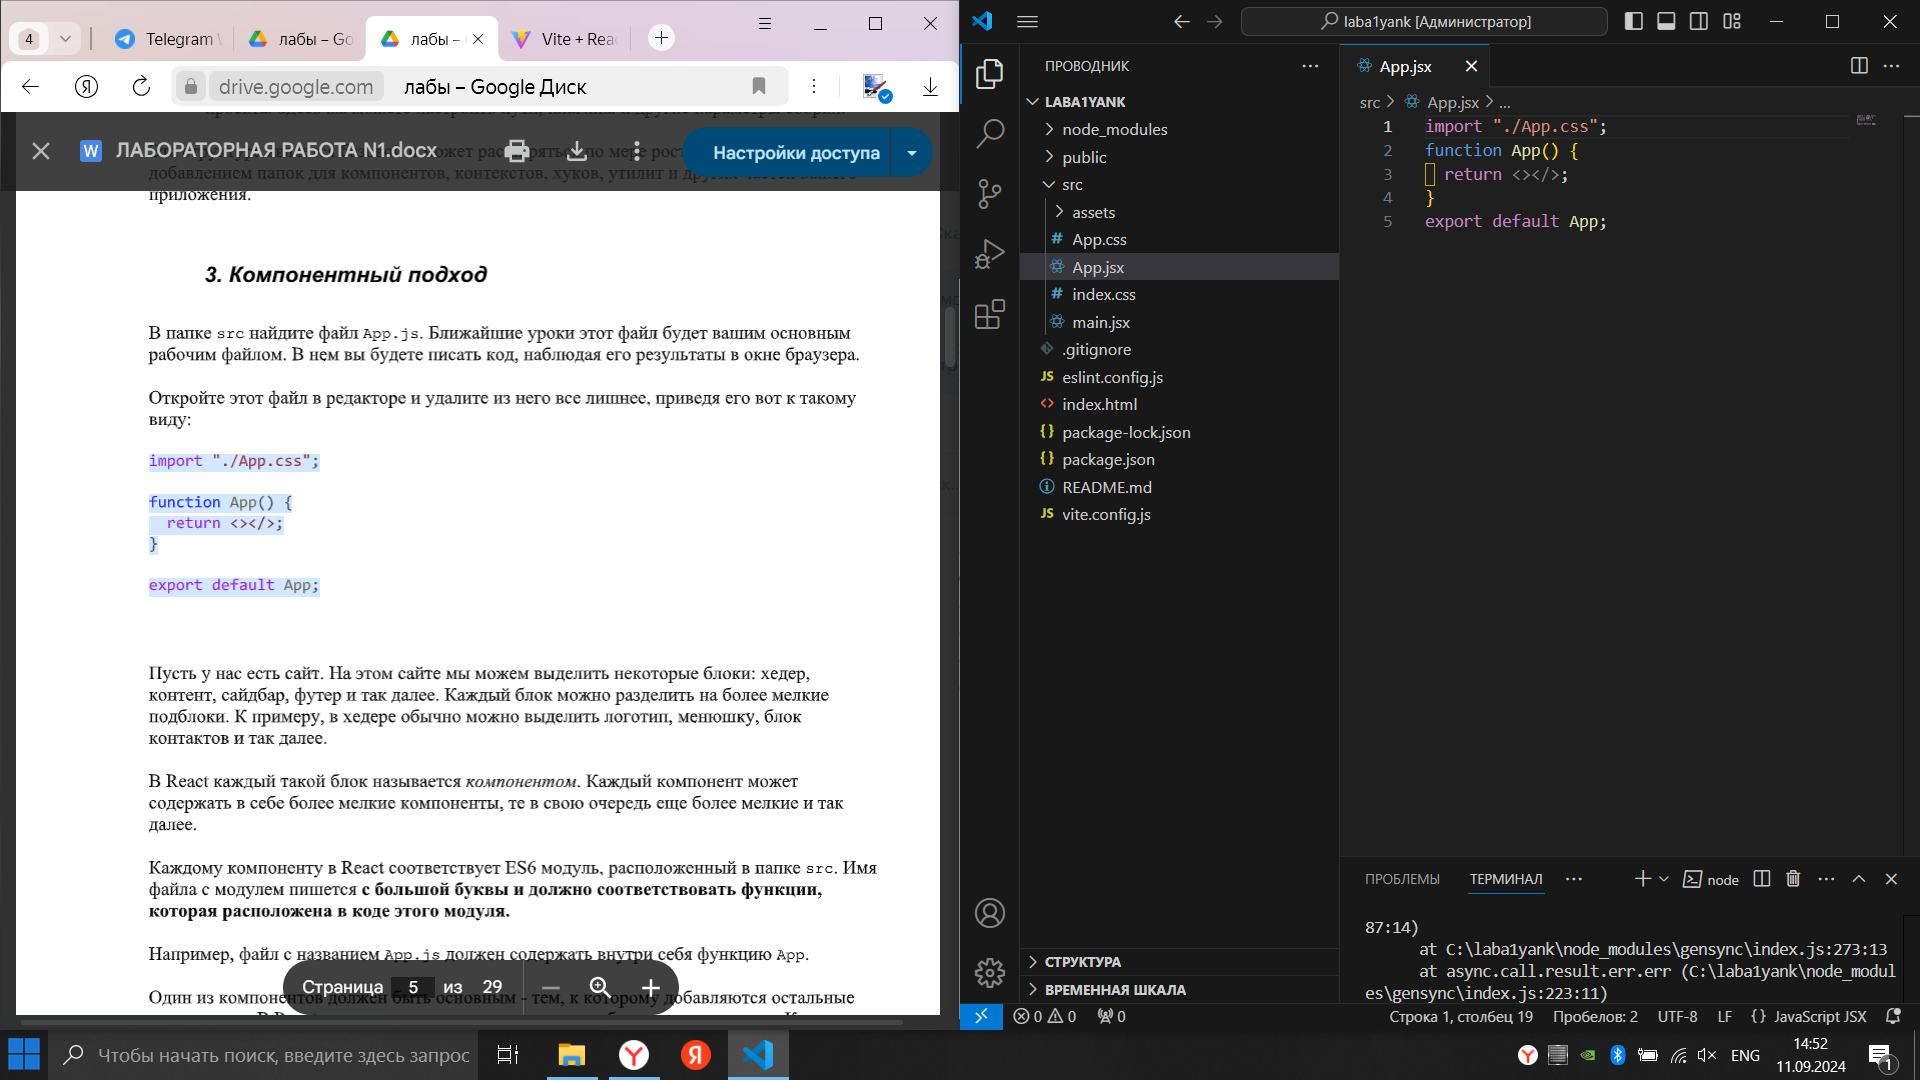 4
Telegram
лабы – Go
лабы –
Vite + Rea
drive.google.com
лабы – Google Диск
ЛАБОРАТОРНАЯ РАБОТА N1.docx
Настройки доступа
добавлением папок для компонентов, контекстов, хуков, утилит и
приложения.
3. Компонентный подход
В папке src найдите файл App.js. Ближайшие уроки этот файл будет вашим основным
рабочим файлом. В нем вы будете писать код, наблюдая его результаты в окне браузера.
Откройте этот файл в редакторе и удалите из него все лишнее, приведя его вот к такому
виду:
import "./App.css";
function App() {
return <></>;
}
export default App;
Пусть у нас есть сайт. На этом сайте мы можем выделить некоторые блоки: хедер,
контент, сайдбар, футер и так далее. Каждый блок можно разделить на более мелкие
подблоки. К примеру, в хедере обычно можно выделить логотип, менюшку, блок
контактов и так далее.
В React каждый такой блок называется компонентом. Каждый компонент может
содержать в себе более мелкие компоненты, те в свою очередь еще более мелкие и так
далее.
Каждому компоненту в React соответствует ES6 модуль, расположенный в папке src. Имя
файла с модулем пишется с большой буквы и должно соответствовать функции,
которая расположена в коде этого модуля.
Например, файл с названием App.js должен содержать внутри себя функцию App.
Один из компонентов должен быть основным - тем, к которому добавляются остальные
Страница 5 из 29
laba1yank [Администратор]
ПРОВОДНИК
LABA1YANK
node_modules
public
src
assets
App.css
App.jsx
index.css
main.jsx
.gitignore
eslint.config.js
index.html
package-lock.json
package.json
README.md
vite.config.js
СТРУКТУРА
ВРЕМЕННАЯ ШКАЛА
App.jsx
src > App.jsx > ...
1 import "./App.css";
2 function App() {
3 return <></>;
4 }
5 export default App;
ПРОБЛЕМЫ ТЕРМИНАЛ node
87:14)
at C:\laba1yank\node_modules\gensync\index.js:273:13
at async.call.result.err.err (C:\laba1yank\node_modul
es\gensync\index.js:223:11)
0 0 0
Строка 1, столбец 19 Пробелов: 2 UTF-8 LF {} JavaScript JSX
Чтобы начать поиск, введите здесь запрос
ENG
14:52
11.09.2024
1